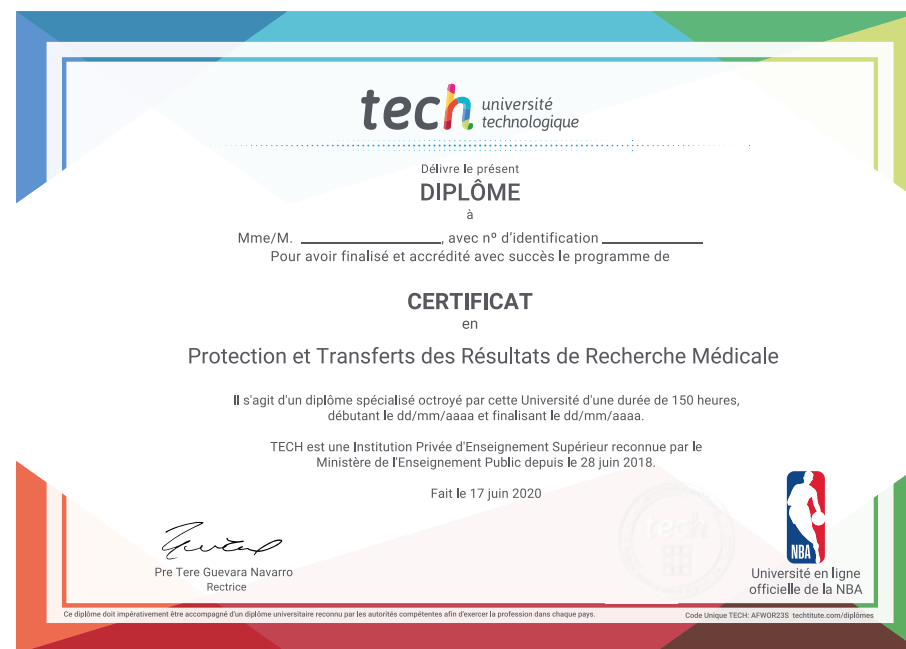 tech université
technologique
Délivre le présent
DIPLÔME
à
Mme/M. ____________________, avec nº d'identification ______________
Pour avoir finalisé et accrédité avec succès le programme de
CERTIFICAT
en
Protection et Transferts des Résultats de Recherche Médicale
Il s'agit d'un diplôme spécialisé octroyé par cette Université d'une durée de 150 heures,
débutant le dd/mm/aaaa et finalisant le dd/mm/aaaa.
TECH est une Institution Privée d'Enseignement Supérieur reconnue par le
Ministère de l'Enseignement Public depuis le 28 juin 2018.
Fait le 17 juin 2020
tech
NBA
Pre Tere Guevara Navarro
Rectrice
Université en ligne
officielle de la NBA
Ce diplôme doit impérativement être accompagné d'un diplôme universitaire reconnu par les autorités compétentes afin d'exercer la profession dans chaque pays.
Code Unique TECH: AFWOR23S techtitute.com/diplômes